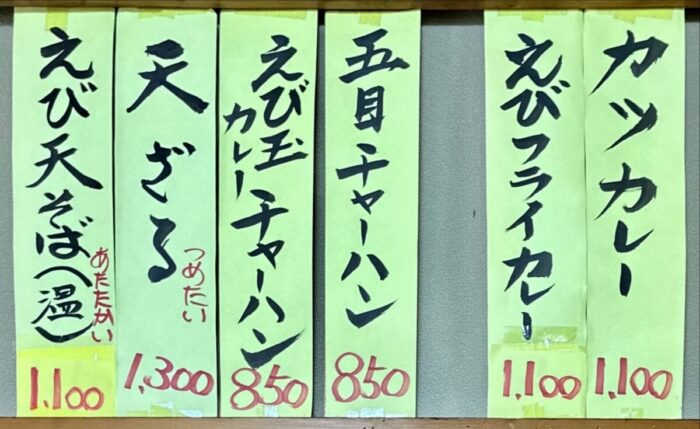 カツカレー
1,100
えびフライカレー
1,100
五目チャーハン
850
えび玉チャーハン
カレー
850
天ざる
つめたい
1,300
えび天そば(温)
あたたかい
1,100